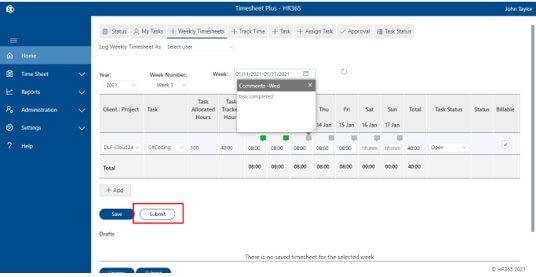 Timesheet Plus - HR365
John Taylor
Status My Tasks + Weekly Timesheets + Track Time + Task + Assign Task Approval Task Status
Log Weekly Timesheet As Select User
Home
Time Sheet
Reports
Administration
Settings
Help
Year: Week Number: Week: 01/11/2021-01/17/2021
2021 Week 3
Comments -Wed
Task completed
Client : Project Task Task Allocated Hours Task Tracked Hours Thu 14 Jan Fri 15 Jan Sat 16 Jan Sun 17 Jan Total Task Status Status Billable
DLF-Cloud24 100 40:00 08:00 08:00 08:00 08:00 08:00 hh:mm hh:mm 40:00 Open
Total 08:00 08:00 08:00 08:00 08:00 00:00 00:00 40:00
+ Add
Save Submit
Drafts
There is no saved timesheet for the selected week
© HR365 2021